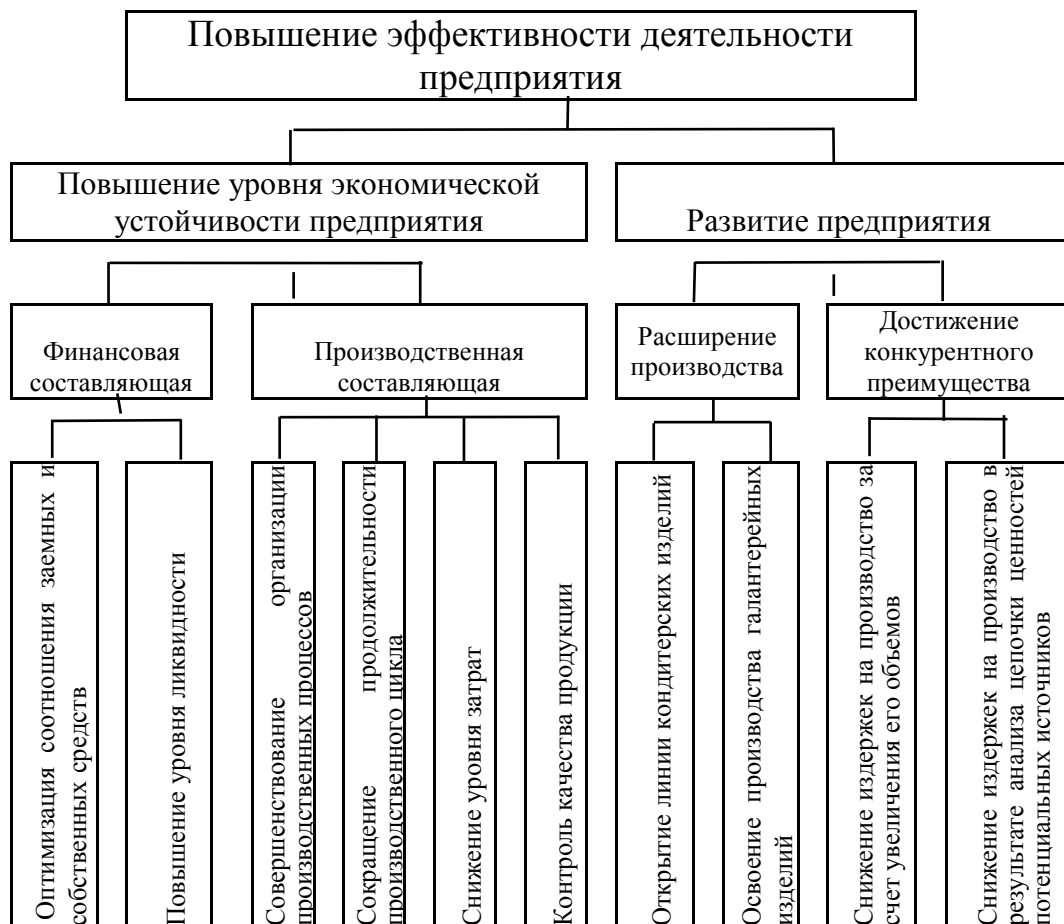 Повышение эффективности деятельности
предприятия
Повышение уровня экономической
устойчивости предприятия
Развитие предприятия
Финансовая
составляющая
Производственная
составляющая
Расширение
производства
Достижение
конкурентного
преимущества
Оптимизация соотношения заемных и
собственных средств
Повышение уровня ликвидности
Совершенствование организации
производственных процессов
Сокращение продолжительности
производственного цикла
Снижение уровня затрат
Контроль качества продукции
Открытие линии кондитерских изделий
Освоение производства галантерейных
изделий
Снижение издержек на производство за
счет увеличения его объемов
Снижение издержек на производство в
результате анализа цепочки ценностей
потенциальных источников